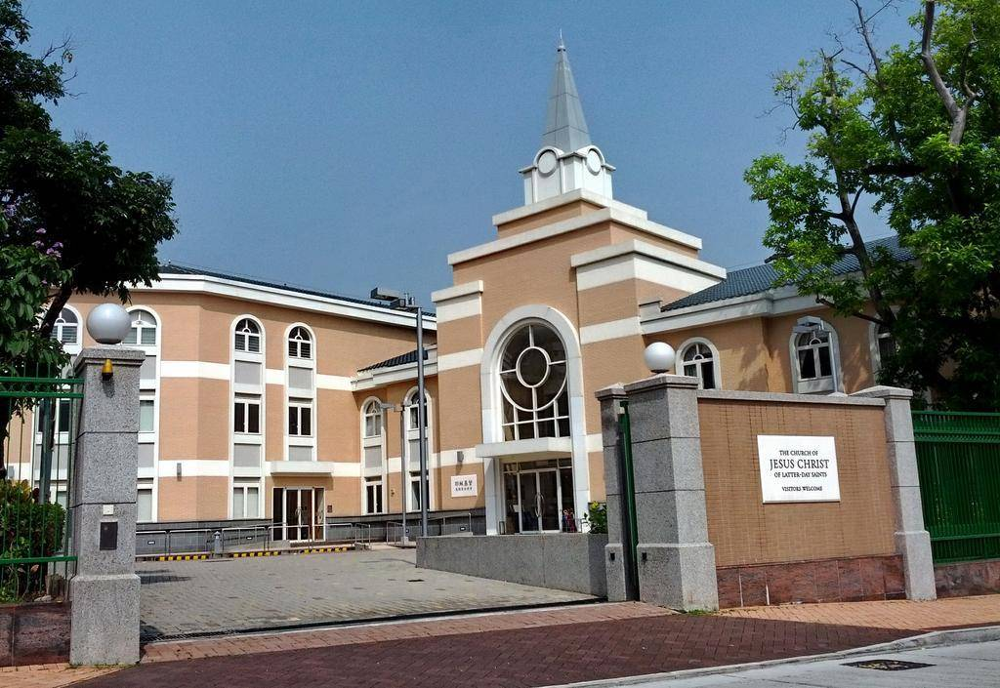 THE CHURCH OF
JESUS CHRIST
OF LATTER-DAY SAINTS
VISITORS WELCOME